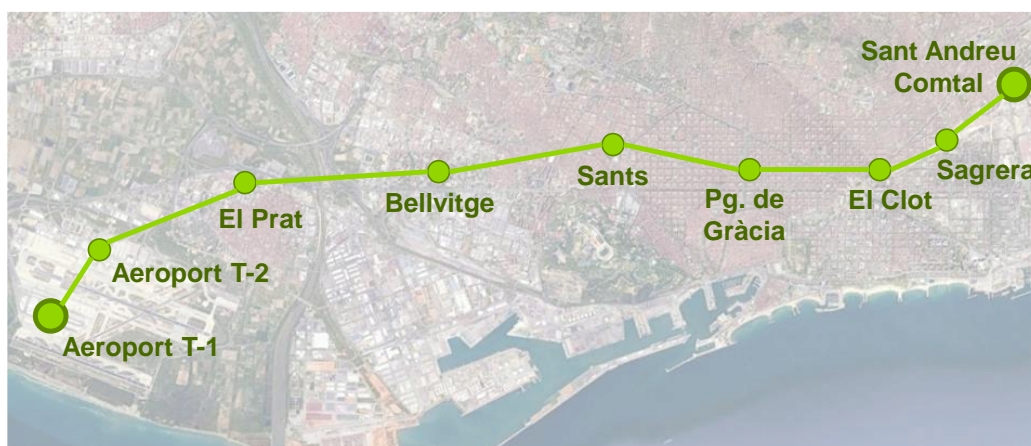 Sant Andreu
Comtal
Sagrera
El Clot
Pg. de
Gràcia
Sants
Bellvitge
El Prat
Aeroport T-2
Aeroport T-1